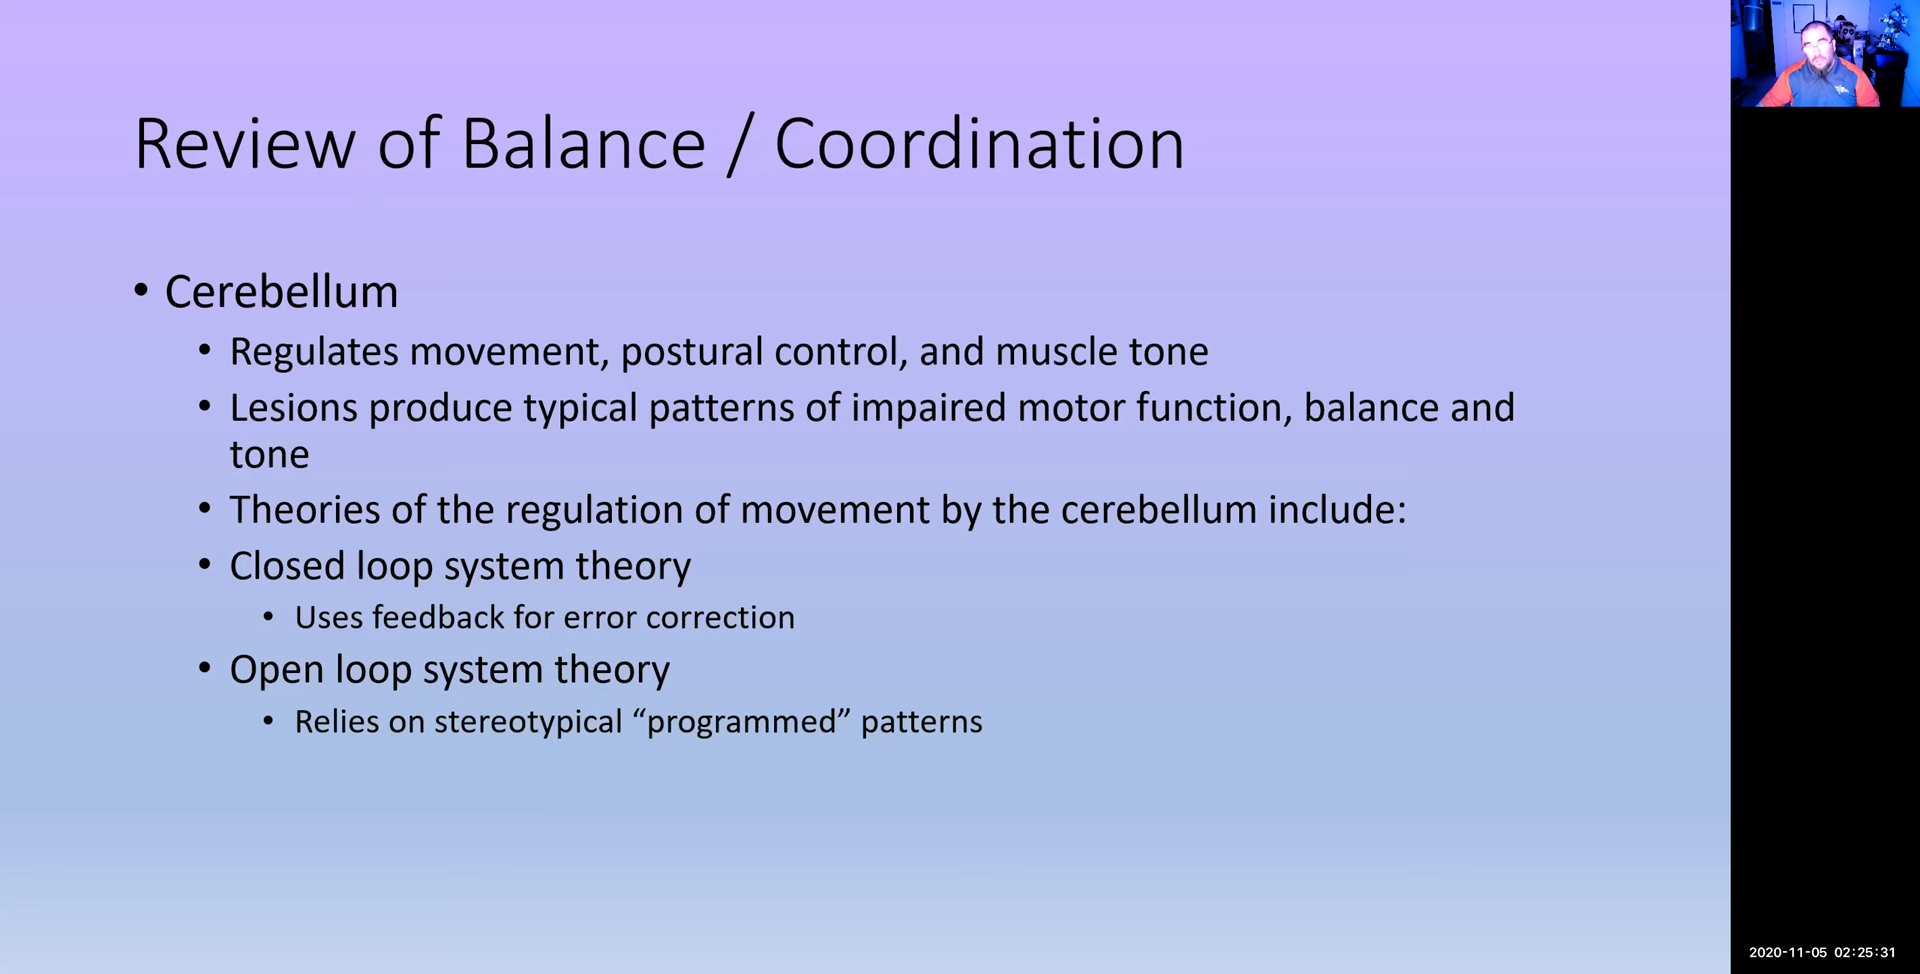 Review of Balance / Coordination
• Cerebellum
• Regulates movement, postural control, and muscle tone
• Lesions produce typical patterns of impaired motor function, balance and
tone
• Theories of the regulation of movement by the cerebellum include:
• Closed loop system theory
• Uses feedback for error correction
• Open loop system theory
• Relies on stereotypical “programmed” patterns
2020-11-05 02:25:31